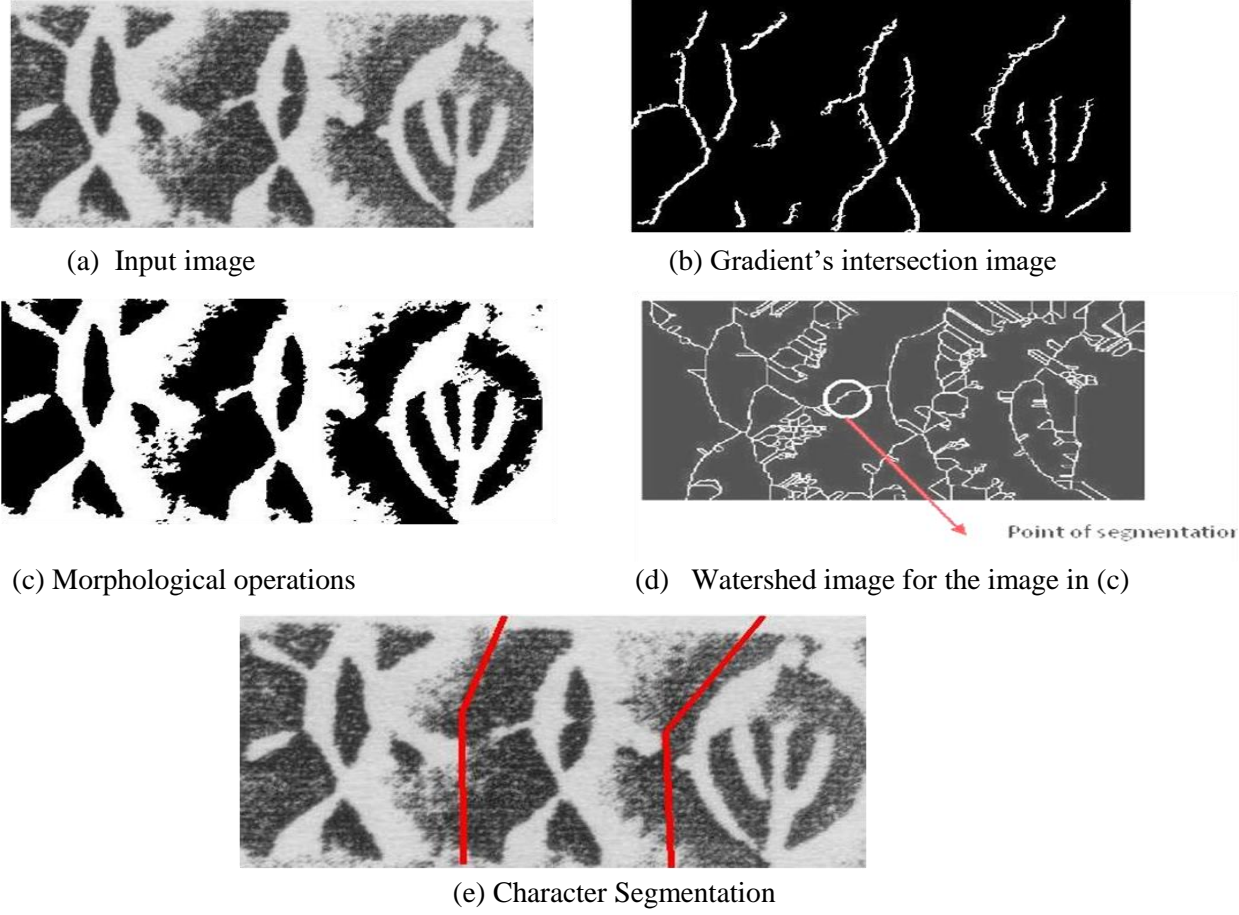 (a) Input image
(b) Gradient’s intersection image
(c) Morphological operations
(d) Watershed image for the image in (c)
Point of segmentation
(e) Character Segmentation